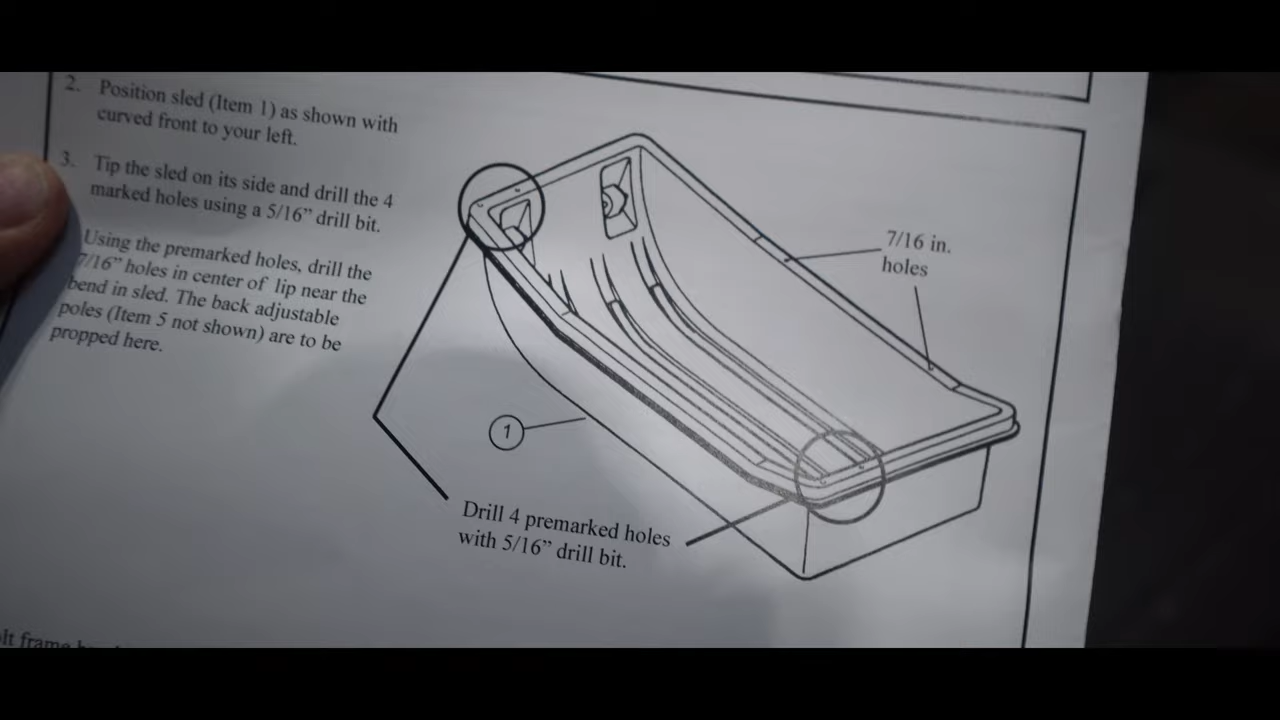 2. Position sled (Item 1) as shown with
curved front to your left.
3. Tip the sled on its side and drill the 4
marked holes using a 5/16” drill bit.
Using the premarked holes, drill the
7/16” holes in center of lip near the
bend in sled. The back adjustable
poles (Item 5 not shown) are to be
propped here.
7/16 in.
holes
1
Drill 4 premarked holes
with 5/16” drill bit.
frame